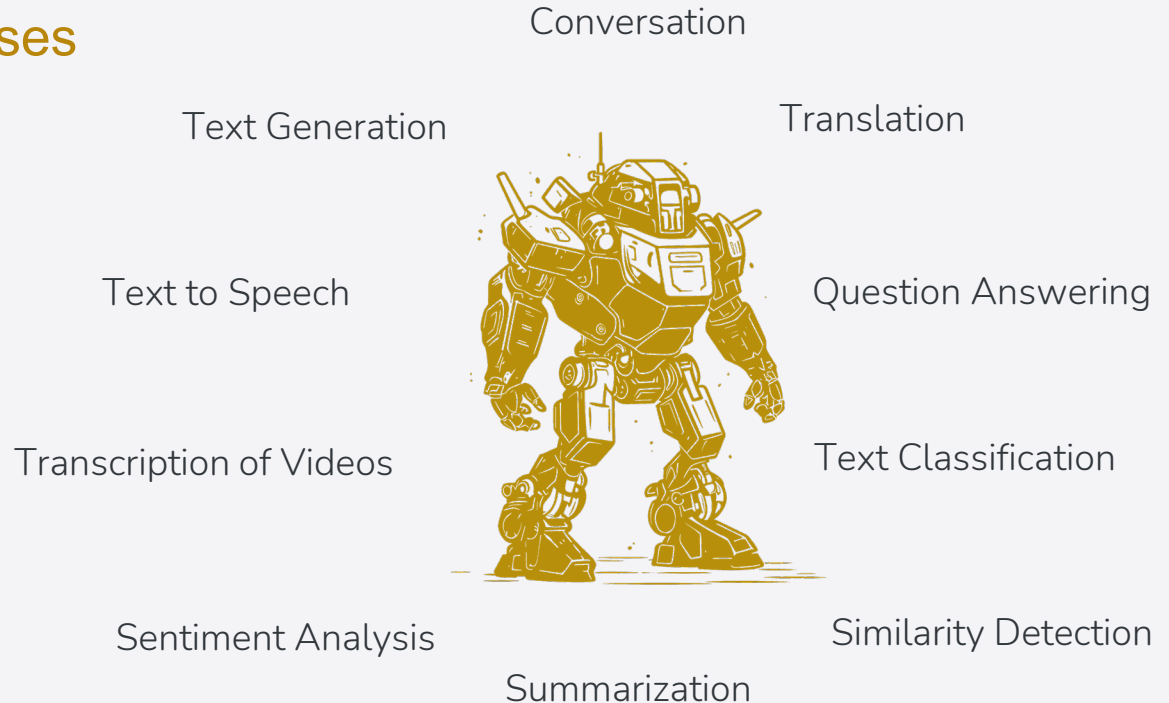 ses
Conversation
Text Generation
Translation
Text to Speech
Question Answering
Transcription of Videos
Text Classification
Sentiment Analysis
Similarity Detection
Summarization